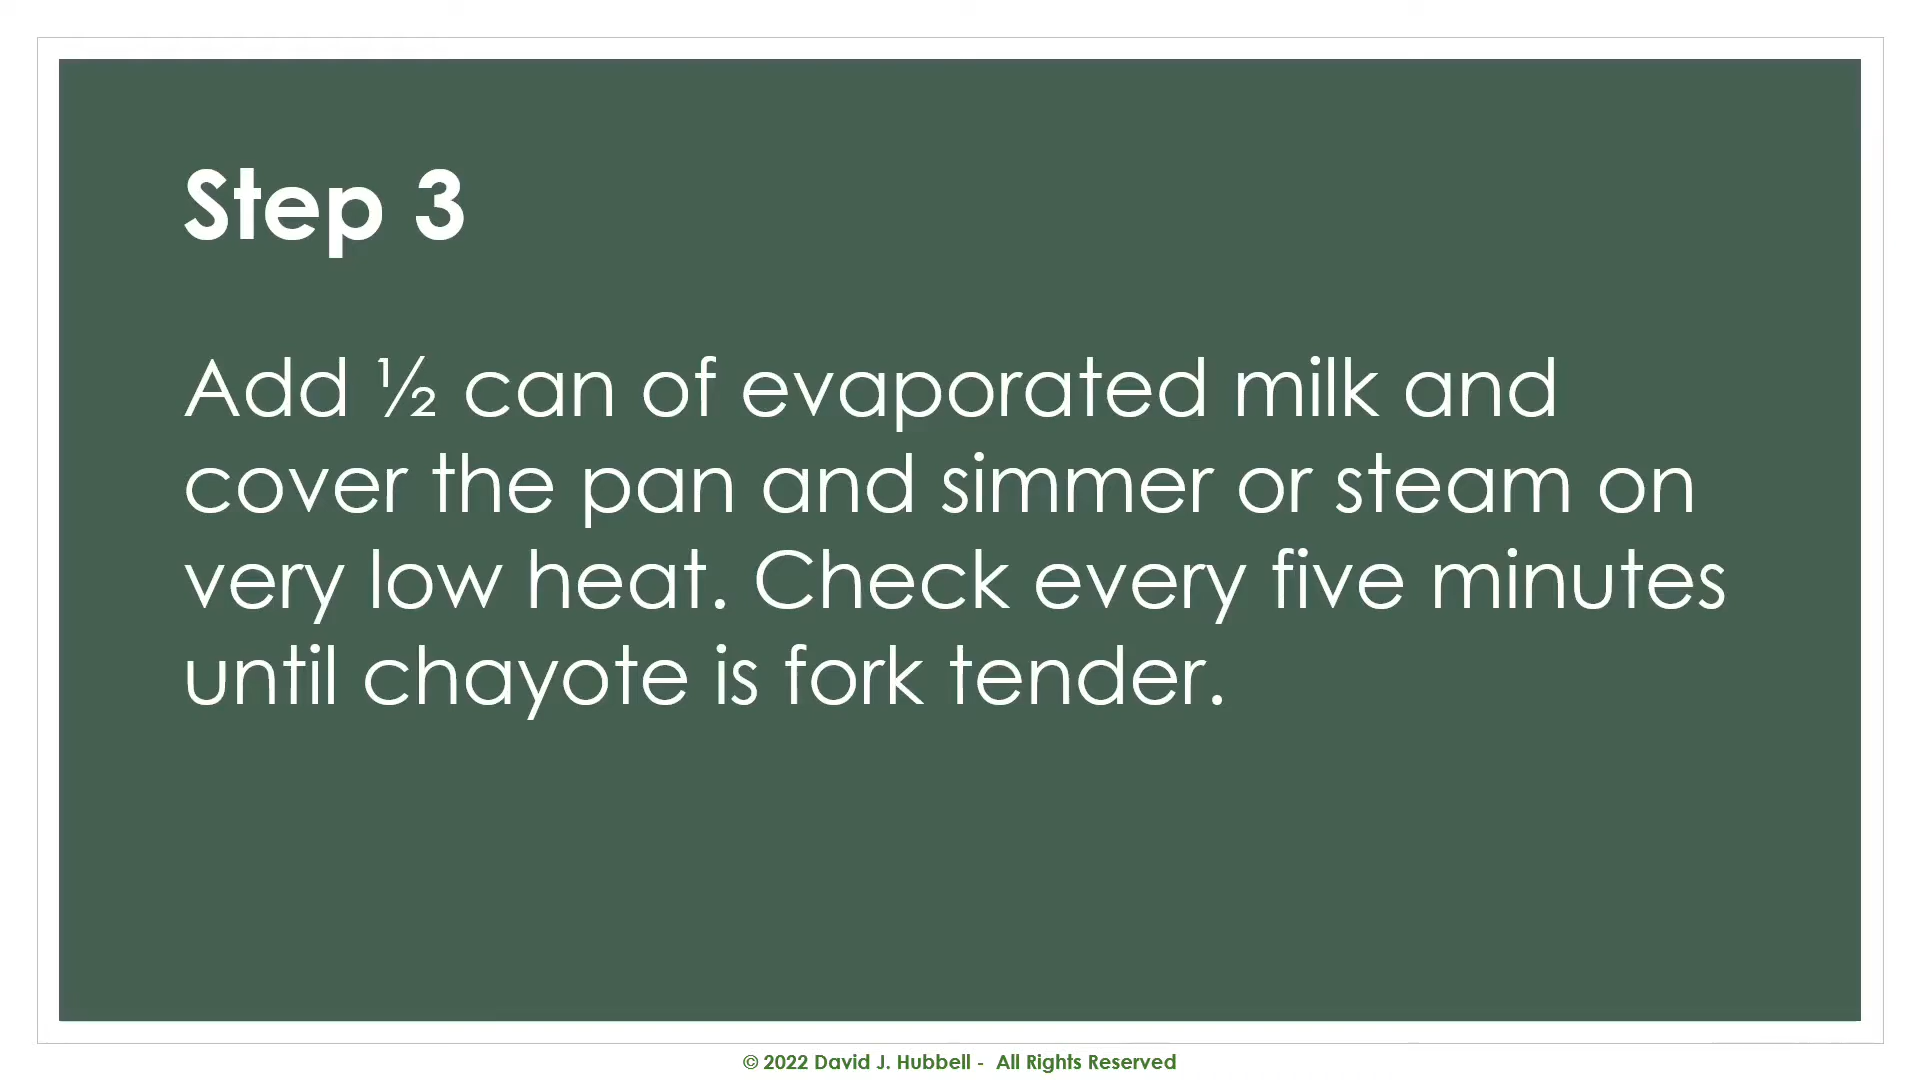 Step 3
Add ½ can of evaporated milk and
cover the pan and simmer or steam on
very low heat. Check every five minutes
until chayote is fork tender.
© 2022 David J. Hubbell -  All Rights Reserved